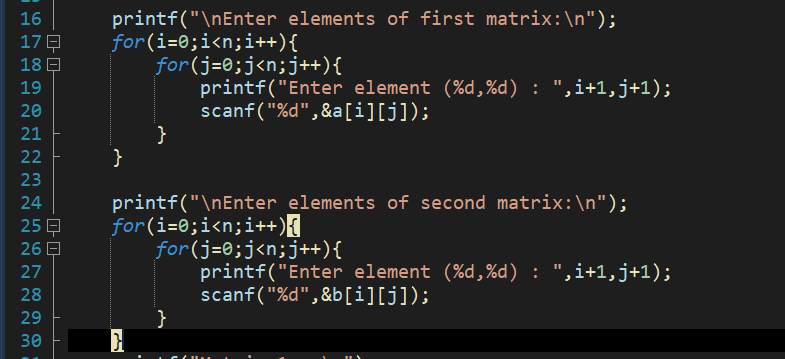 16 printf("\nEnter elements of first matrix:\n");
17 for(i=0;i<n;i++){
18 for(j=0;j<n;j++){
19 printf("Enter element (%d,%d) : ",i+1,j+1);
20 scanf("%d",&a[i][j]);
21 }
22 }
23
24 printf("\nEnter elements of second matrix:\n");
25 for(i=0;i<n;i++){
26 for(j=0;j<n;j++){
27 printf("Enter element (%d,%d) : ",i+1,j+1);
28 scanf("%d",&b[i][j]);
29 }
30 }